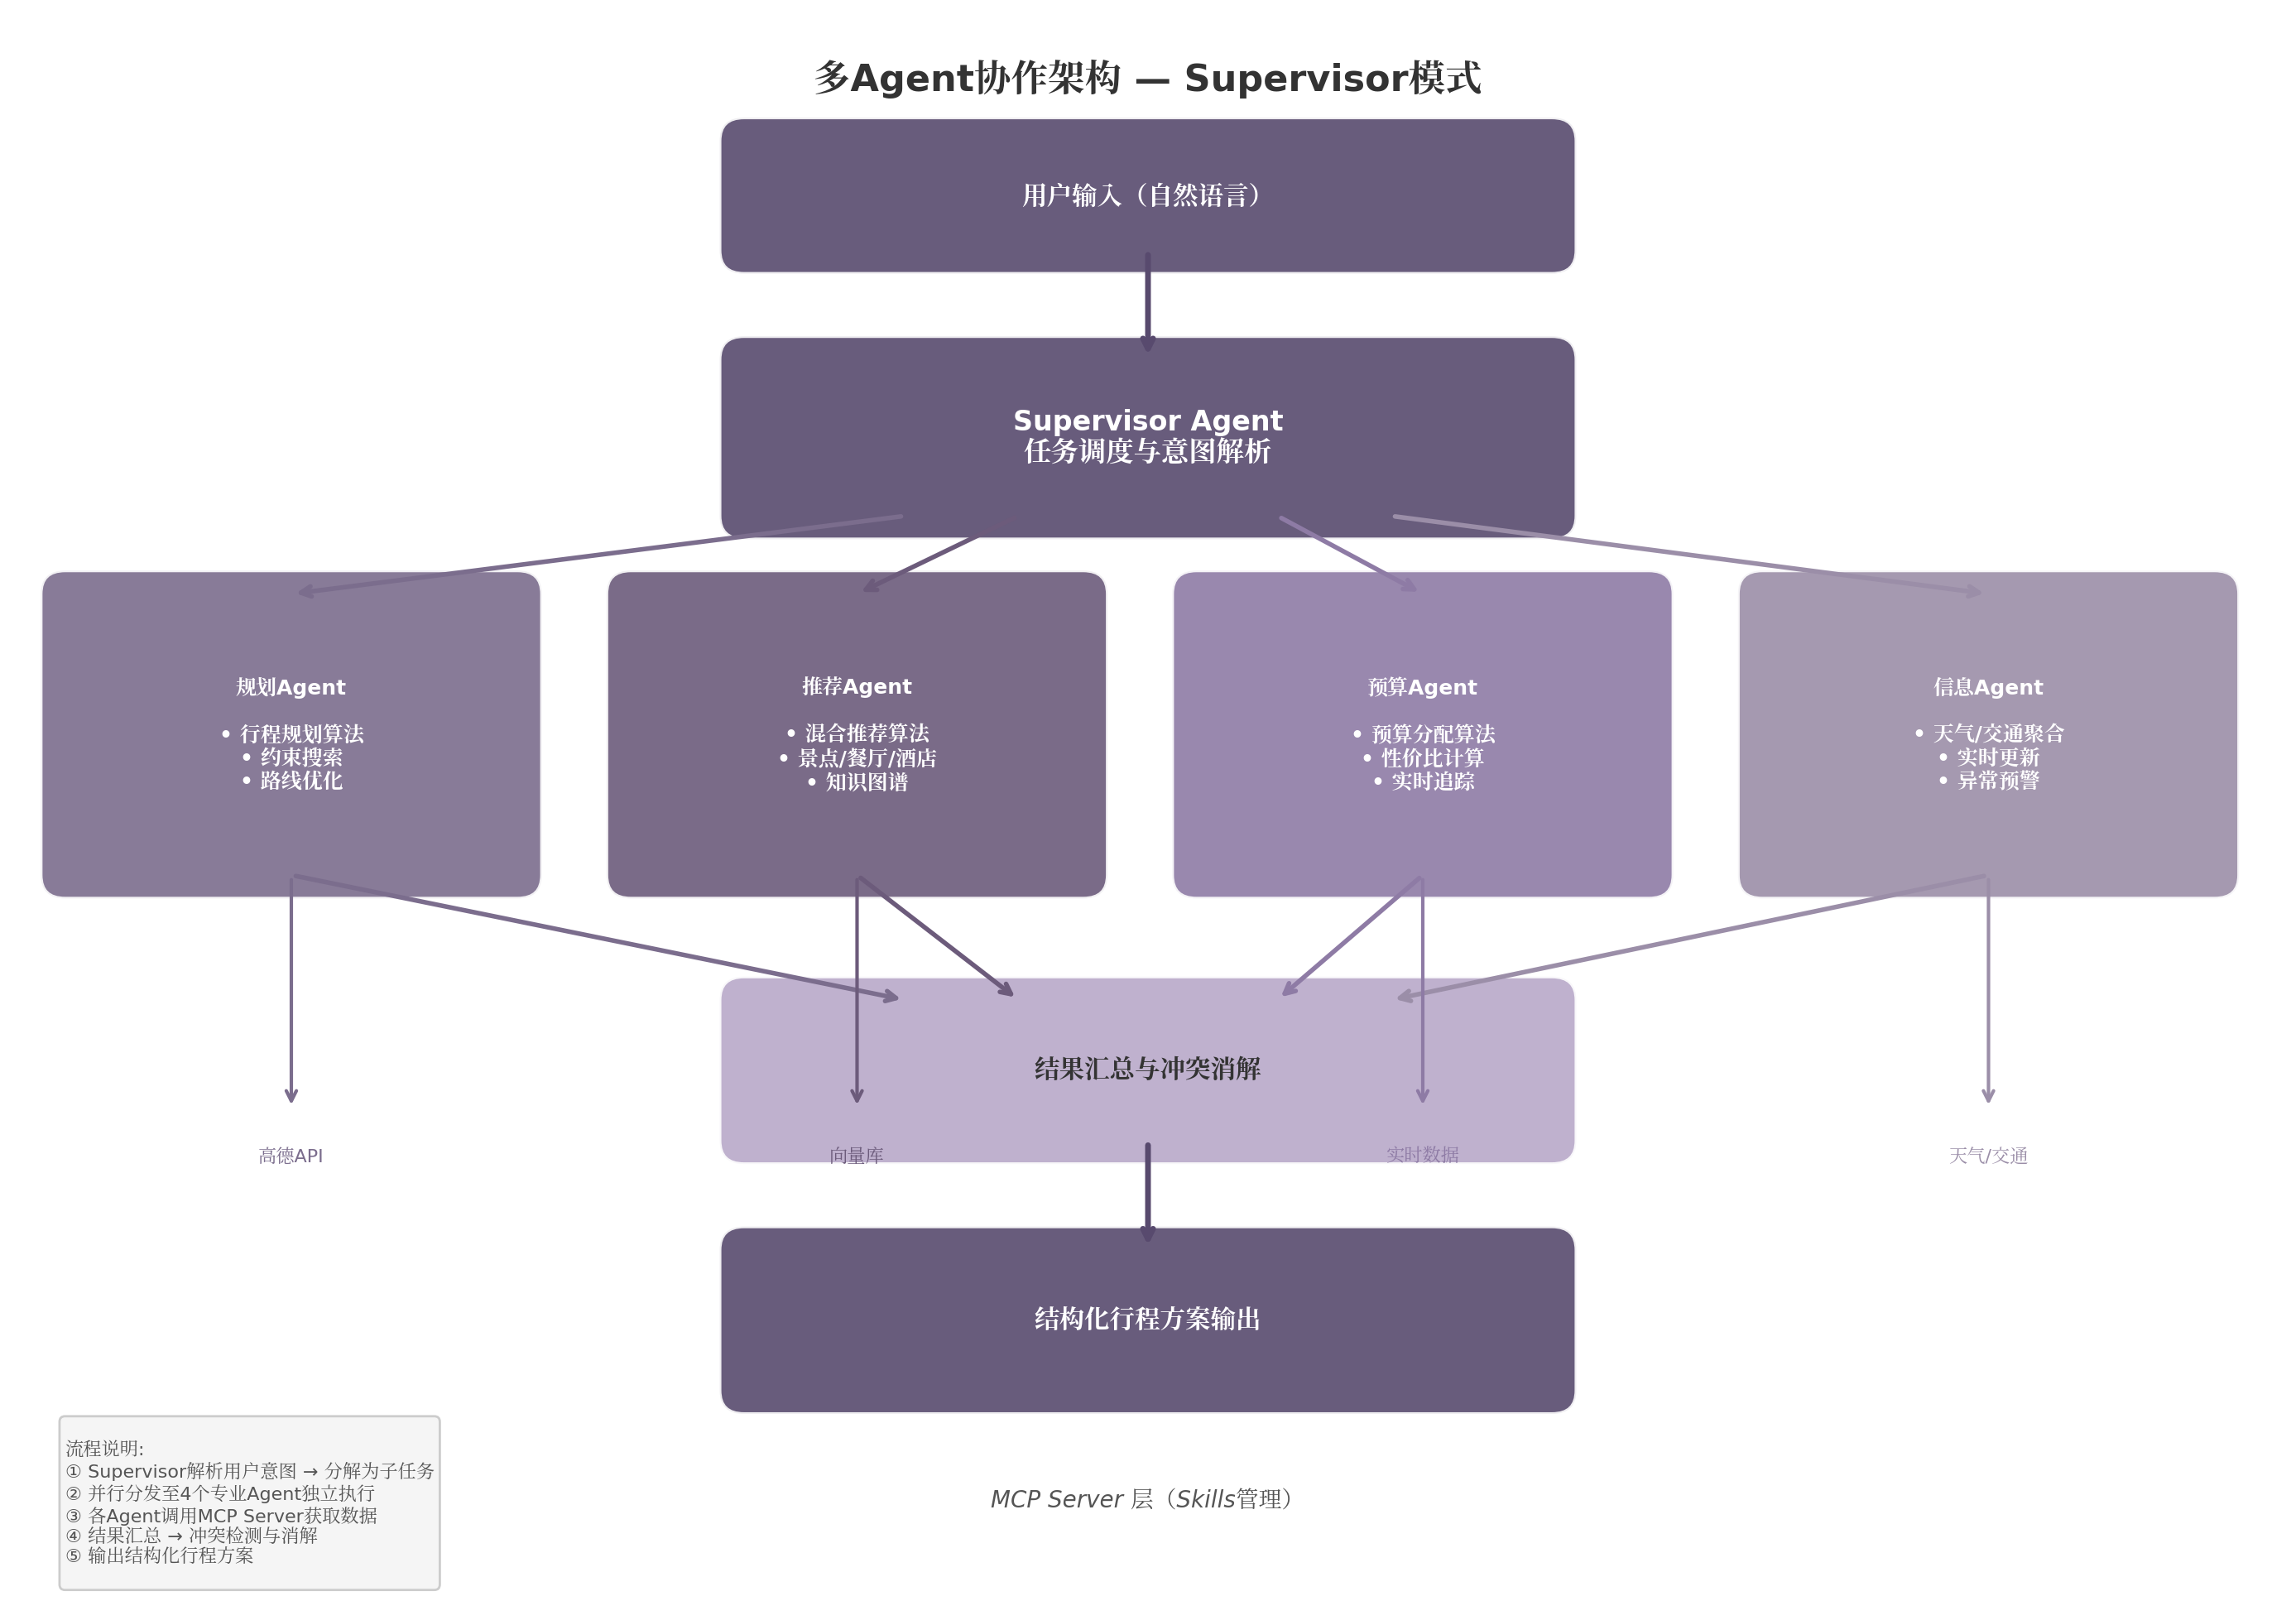 多Agent协作架构 — Supervisor模式
用户输入（自然语言）
Supervisor Agent
任务调度与意图解析
规划Agent
• 行程规划算法
• 约束搜索
• 路线优化
推荐Agent
• 混合推荐算法
• 景点/餐厅/酒店
• 知识图谱
预算Agent
• 预算分配算法
• 性价比计算
• 实时追踪
信息Agent
• 天气/交通聚合
• 实时更新
• 异常预警
结果汇总与冲突消解
高德API
向量库
实时数据
天气/交通
结构化行程方案输出
流程说明:
① Supervisor解析用户意图 → 分解为子任务
② 并行分发至4个专业Agent独立执行
③ 各Agent调用MCP Server获取数据
④ 结果汇总 → 冲突检测与消解
⑤ 输出结构化行程方案
MCP Server 层（Skills管理）